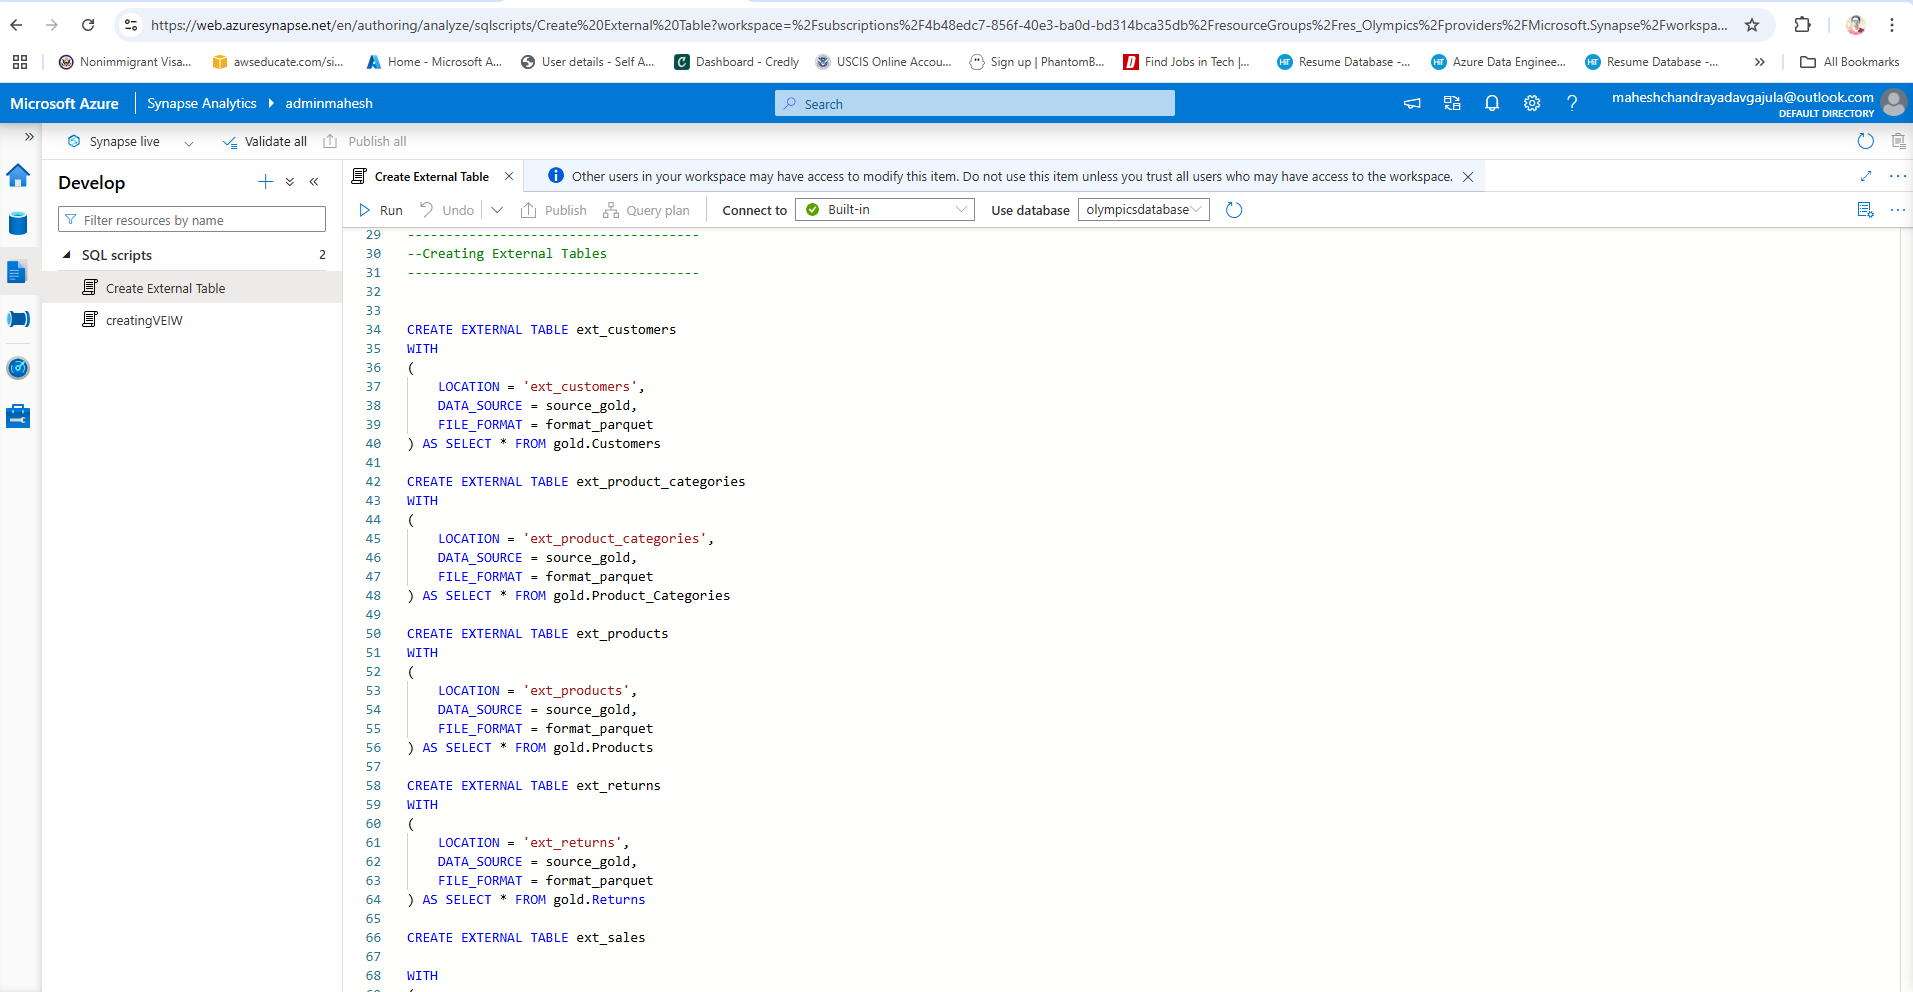 https://web.azuresynapse.net/en/authoring/analyze/sqlscripts/Create%20External%20Table?workspace=%2Fsubscriptions%2F4b48edc7-856f-40e3-ba0d-bd314bca35db%2FresourceGroups%2Fres_Olympics%2Fproviders%2FMicrosoft.Synapse%2Fworkspa...
Nonimmigrant Visa... awseducate.com/si... Home - Microsoft A... User details - Self A... Dashboard - Credly USCIS Online Accou... Sign up | PhantomB... Find Jobs in Tech |... Resume Database -... Azure Data Enginee... Resume Database -... » All Bookmarks
Microsoft Azure Synapse Analytics adminmahesh Search maheshchandrayadavgajula@outlook.com
DEFAULT DIRECTORY
Synapse live Validate all Publish all
Develop
Filter resources by name
SQL scripts 2
Create External Table
creatingVEIW
Create External Table Other users in your workspace may have access to modify this item. Do not use this item unless you trust all users who may have access to the workspace.
Run Undo Publish Query plan Connect to Built-in Use database olympicsdatabase
29 --------------------------------------
30 --Creating External Tables
31 --------------------------------------
32
33
34 CREATE EXTERNAL TABLE ext_customers
35 WITH
36 (
37 LOCATION = 'ext_customers',
38 DATA_SOURCE = source_gold,
39 FILE_FORMAT = format_parquet
40 ) AS SELECT * FROM gold.Customers
41
42 CREATE EXTERNAL TABLE ext_product_categories
43 WITH
44 (
45 LOCATION = 'ext_product_categories',
46 DATA_SOURCE = source_gold,
47 FILE_FORMAT = format_parquet
48 ) AS SELECT * FROM gold.Product_Categories
49
50 CREATE EXTERNAL TABLE ext_products
51 WITH
52 (
53 LOCATION = 'ext_products',
54 DATA_SOURCE = source_gold,
55 FILE_FORMAT = format_parquet
56 ) AS SELECT * FROM gold.Products
57
58 CREATE EXTERNAL TABLE ext_returns
59 WITH
60 (
61 LOCATION = 'ext_returns',
62 DATA_SOURCE = source_gold,
63 FILE_FORMAT = format_parquet
64 ) AS SELECT * FROM gold.Returns
65
66 CREATE EXTERNAL TABLE ext_sales
67
68 WITH